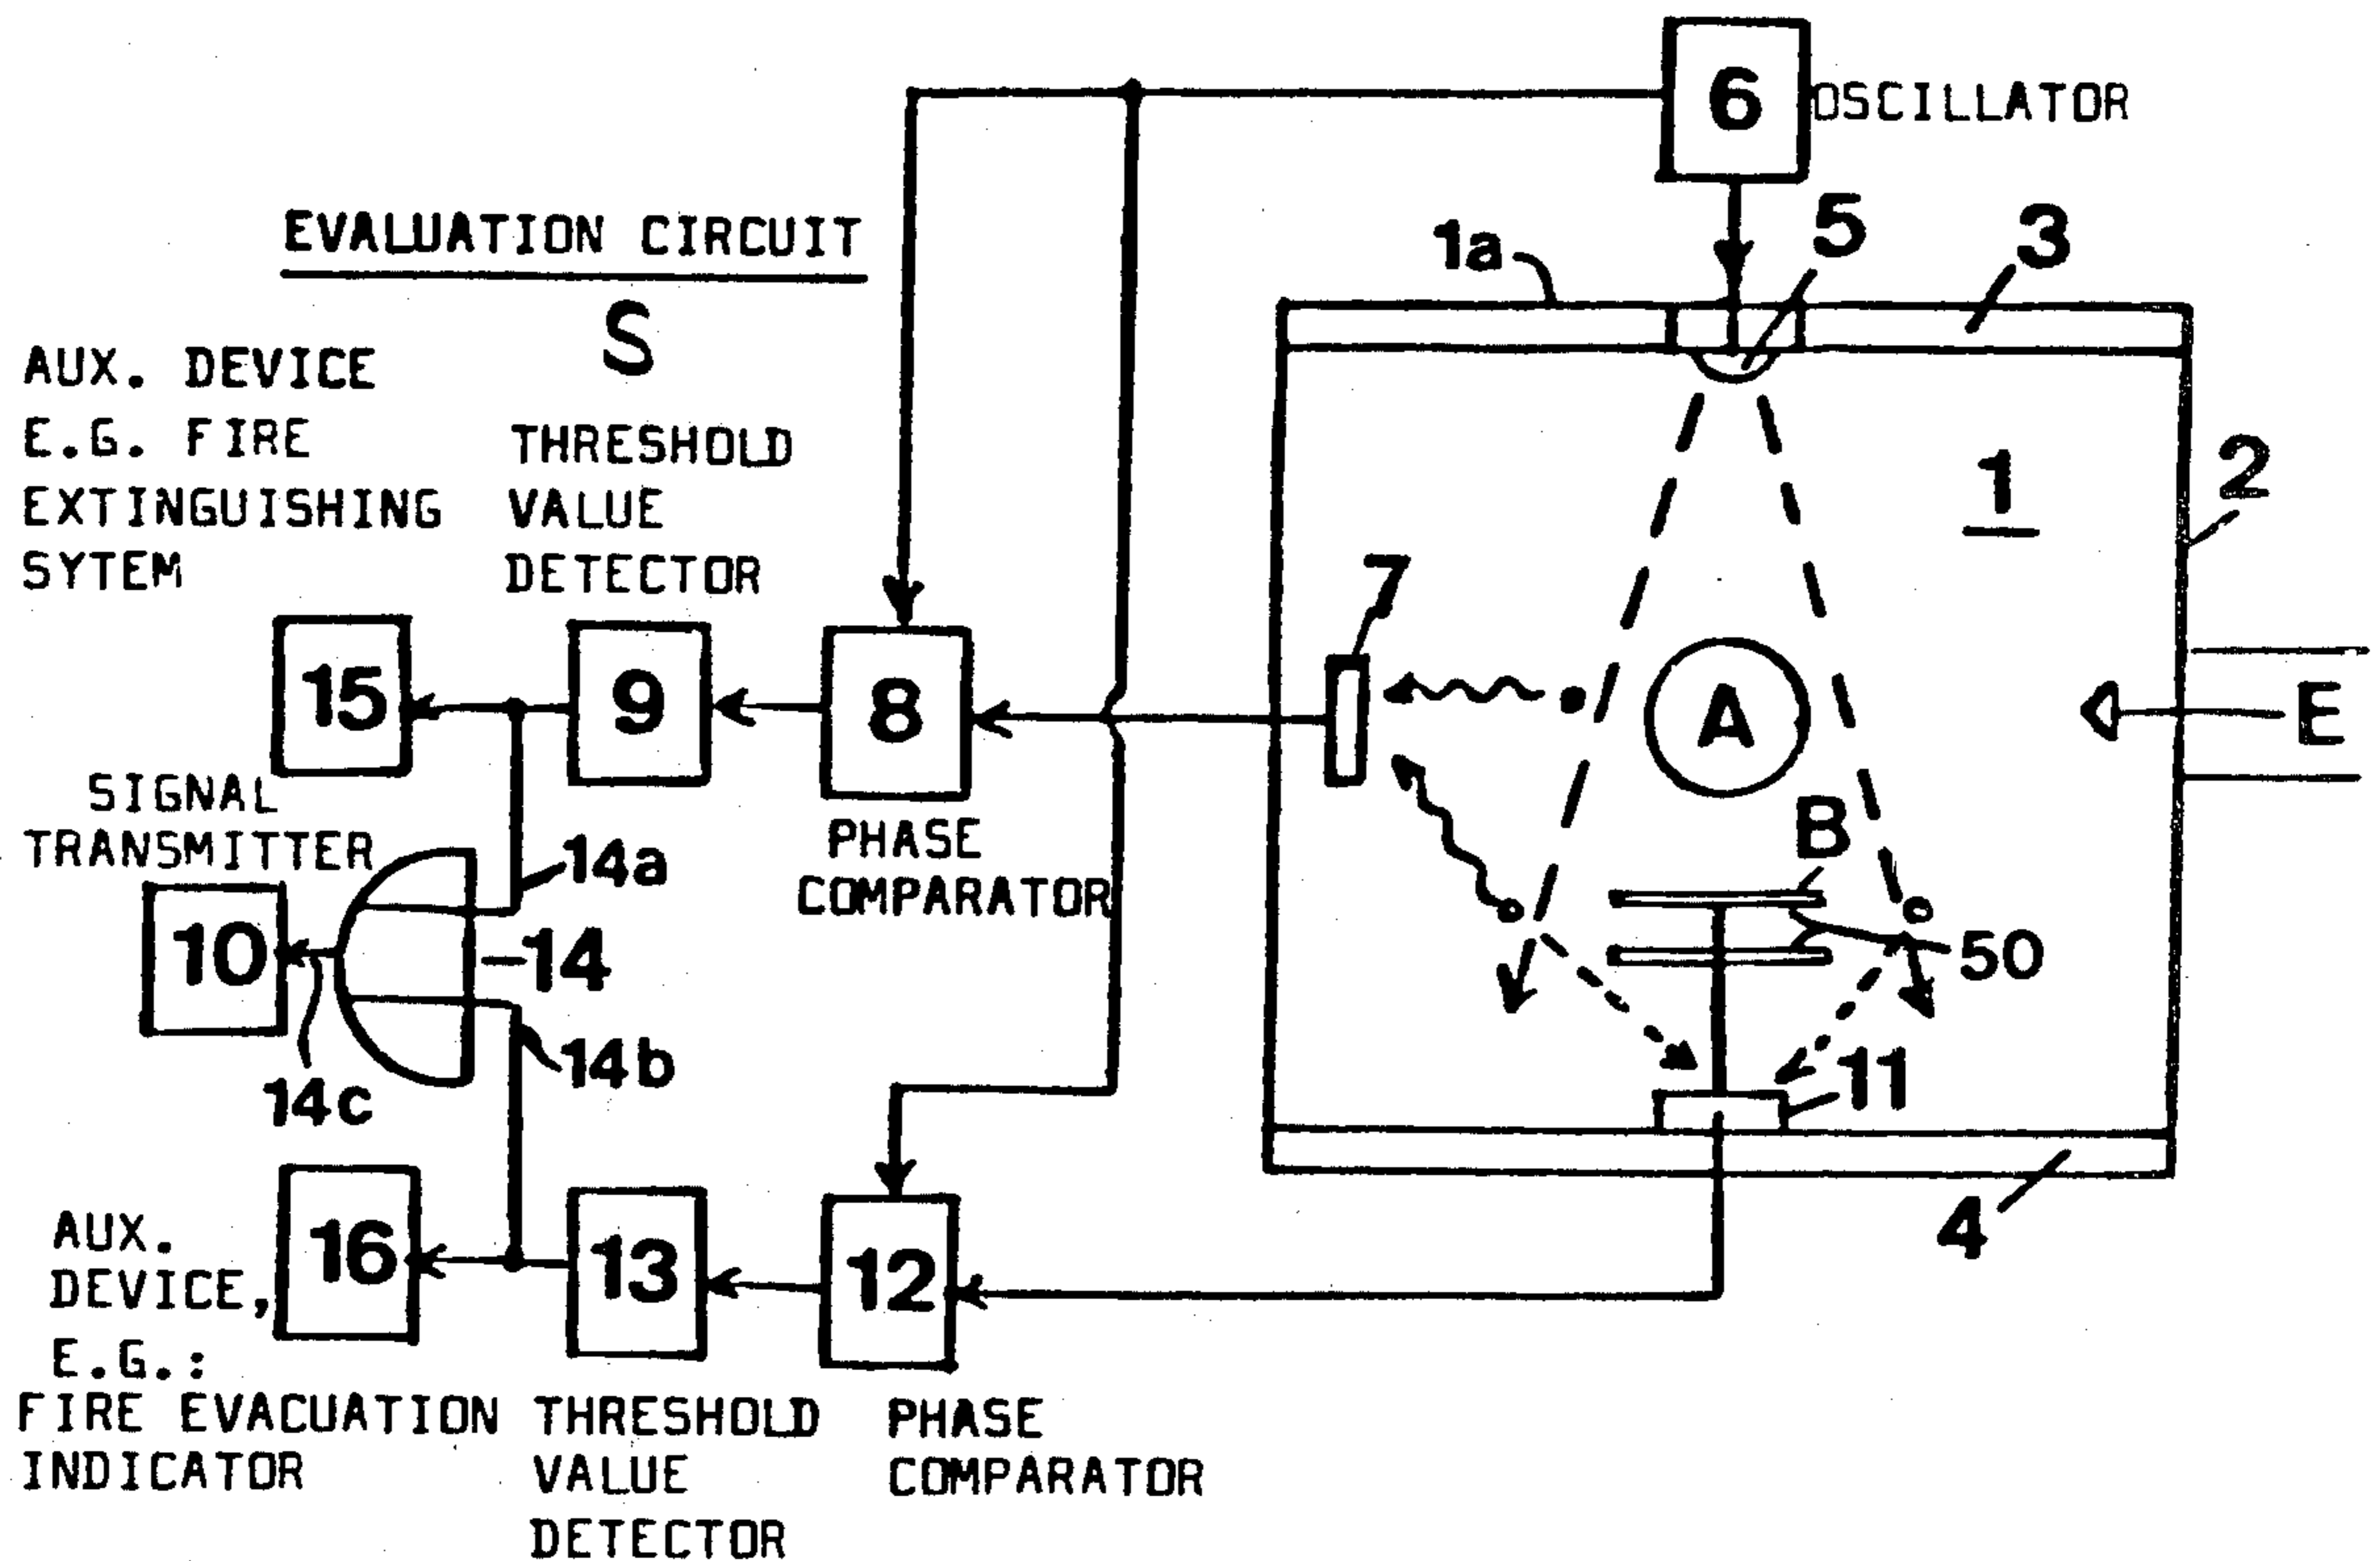 6
OSCILLATOR
EVALUATION CIRCUIT
S
1a
5
3
AUX. DEVICE
E.G. FIRE
EXTINGUISHING
SYTEM
THRESHOLD
VALUE
DETECTOR
1
2
7
15
9
8
A
E
SIGNAL
TRANSMITTER
PHASE
COMPARATOR
B
14a
10
14
50
14b
14c
11
4
AUX.
DEVICE,
E.G.:
FIRE EVACUATION
INDICATOR
16
13
12
THRESHOLD
VALUE
DETECTOR
PHASE
COMPARATOR